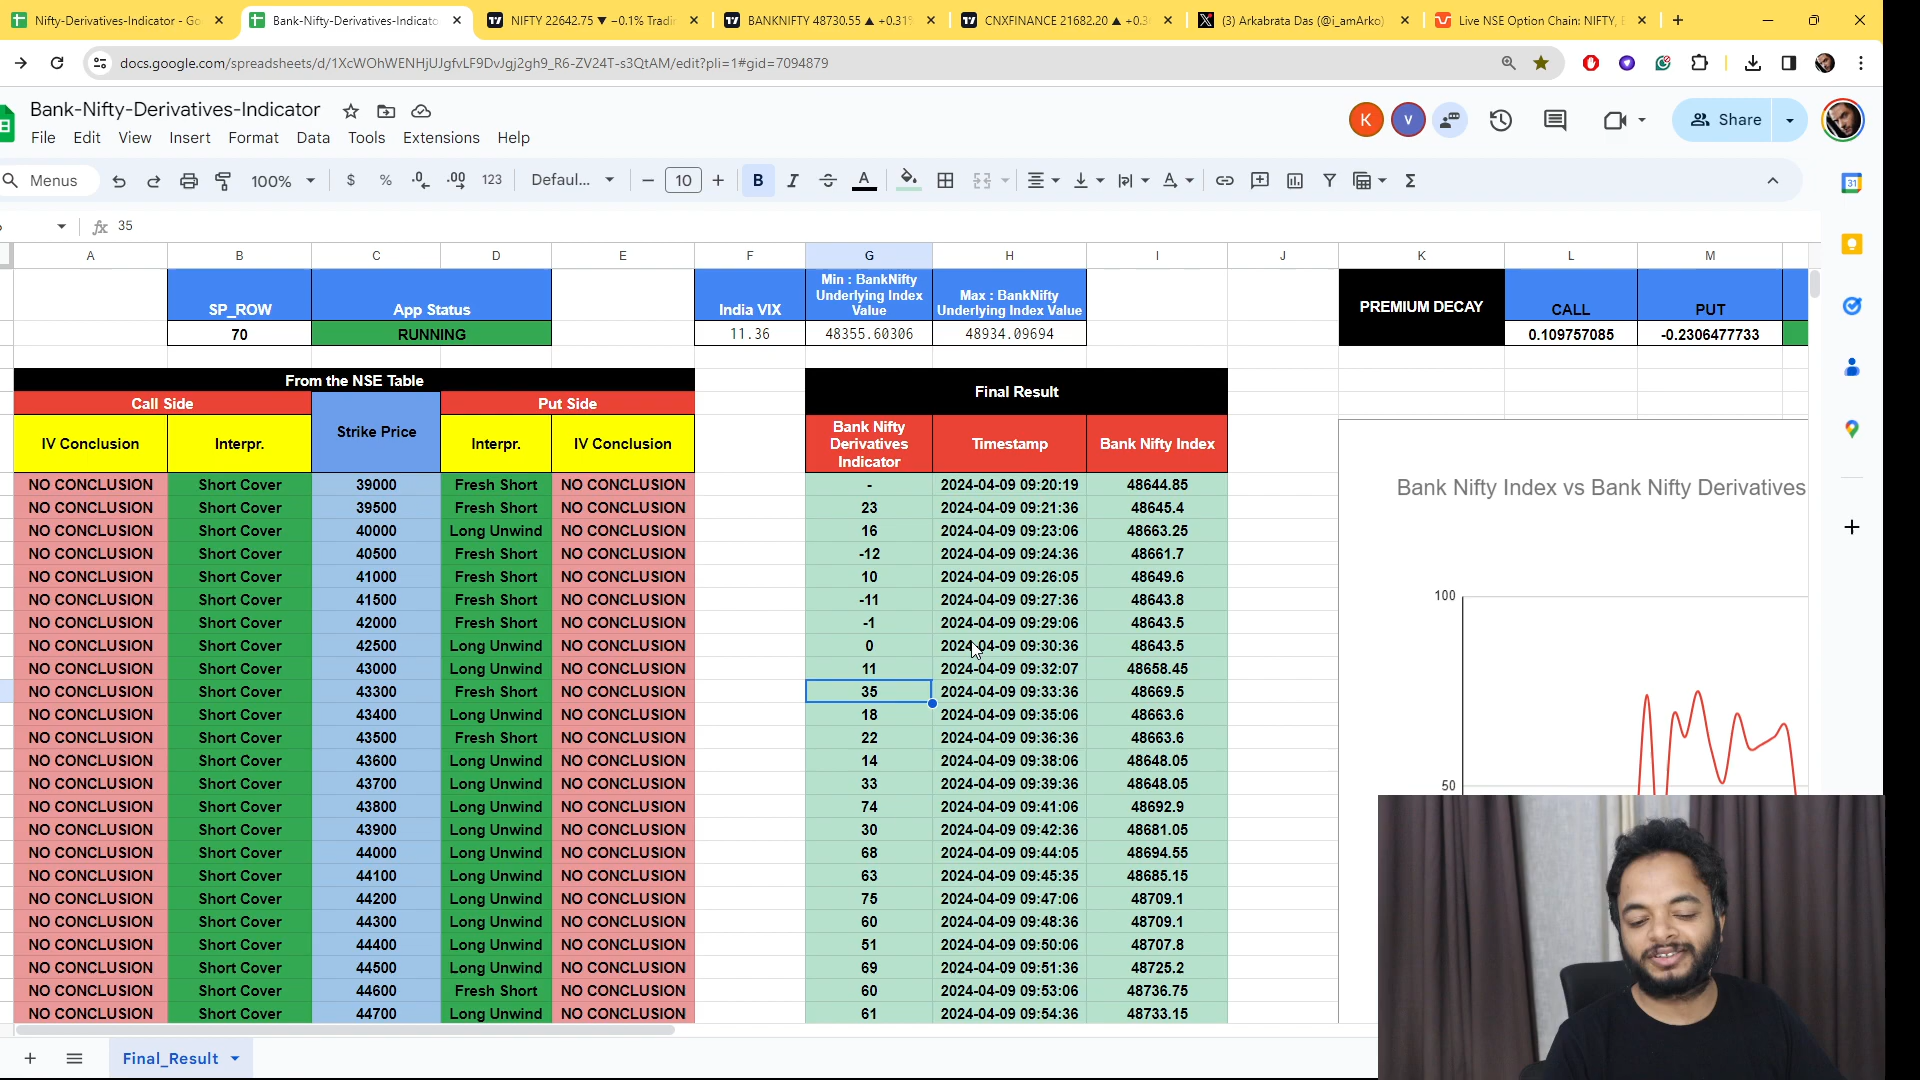 Nifty-Derivatives-Indicator - Go
Bank-Nifty-Derivatives-Indicato
NIFTY 22642.75 ▼ −0.1% Tradi
BANKNIFTY 48730.55 ▲ +0.31%
CNXFINANCE 21682.20 ▲ +0.3
(3) Arkabrata Das (@i_amArko)
Live NSE Option Chain: NIFTY, B
docs.google.com/spreadsheets/d/1XcWOhWENHjUJgfvLF9DvJgj2gh9_R6-ZV24T-s3QtAM/edit?pli=1#gid=7094879
Bank-Nifty-Derivatives-Indicator
File Edit View Insert Format Data Tools Extensions Help
K V Share
Menus 100% $ % .0 .00 123 Defaul... 10 B I A
35
A B C D E F G H I J K L M
SP_ROW App Status India VIX Min : BankNifty Underlying Index Value Max : BankNifty Underlying Index Value PREMIUM DECAY CALL PUT
70 RUNNING 11.36 48355.60306 48934.09694 0.109757085 -0.2306477733
From the NSE Table Final Result
Call Side Strike Price Put Side
IV Conclusion Interpr. Interpr. IV Conclusion Bank Nifty Derivatives Indicator Timestamp Bank Nifty Index
NO CONCLUSION Short Cover 39000 Fresh Short NO CONCLUSION - 2024-04-09 09:20:19 48644.85
NO CONCLUSION Short Cover 39500 Fresh Short NO CONCLUSION 23 2024-04-09 09:21:36 48645.4
NO CONCLUSION Short Cover 40000 Long Unwind NO CONCLUSION 16 2024-04-09 09:23:06 48663.25
NO CONCLUSION Short Cover 40500 Fresh Short NO CONCLUSION -12 2024-04-09 09:24:36 48661.7
NO CONCLUSION Short Cover 41000 Fresh Short NO CONCLUSION 10 2024-04-09 09:26:05 48649.6
NO CONCLUSION Short Cover 41500 Fresh Short NO CONCLUSION -11 2024-04-09 09:27:36 48643.8
NO CONCLUSION Short Cover 42000 Fresh Short NO CONCLUSION -1 2024-04-09 09:29:06 48643.5
NO CONCLUSION Short Cover 42500 Long Unwind NO CONCLUSION 0 2024-04-09 09:30:36 48643.5
NO CONCLUSION Short Cover 43000 Long Unwind NO CONCLUSION 11 2024-04-09 09:32:07 48658.45
NO CONCLUSION Short Cover 43300 Fresh Short NO CONCLUSION 35 2024-04-09 09:33:36 48669.5
NO CONCLUSION Short Cover 43400 Long Unwind NO CONCLUSION 18 2024-04-09 09:35:06 48663.6
NO CONCLUSION Short Cover 43500 Fresh Short NO CONCLUSION 22 2024-04-09 09:36:36 48663.6
NO CONCLUSION Short Cover 43600 Long Unwind NO CONCLUSION 14 2024-04-09 09:38:06 48648.05
NO CONCLUSION Short Cover 43700 Long Unwind NO CONCLUSION 33 2024-04-09 09:39:36 48648.05
NO CONCLUSION Short Cover 43800 Long Unwind NO CONCLUSION 74 2024-04-09 09:41:06 48692.9
NO CONCLUSION Short Cover 43900 Long Unwind NO CONCLUSION 30 2024-04-09 09:42:36 48681.05
NO CONCLUSION Short Cover 44000 Long Unwind NO CONCLUSION 68 2024-04-09 09:44:05 48694.55
NO CONCLUSION Short Cover 44100 Long Unwind NO CONCLUSION 63 2024-04-09 09:45:35 48685.15
NO CONCLUSION Short Cover 44200 Long Unwind NO CONCLUSION 75 2024-04-09 09:47:06 48709.1
NO CONCLUSION Short Cover 44300 Long Unwind NO CONCLUSION 60 2024-04-09 09:48:36 48709.1
NO CONCLUSION Short Cover 44400 Long Unwind NO CONCLUSION 51 2024-04-09 09:50:06 48707.8
NO CONCLUSION Short Cover 44500 Long Unwind NO CONCLUSION 69 2024-04-09 09:51:36 48725.2
NO CONCLUSION Short Cover 44600 Fresh Short NO CONCLUSION 60 2024-04-09 09:53:06 48736.75
NO CONCLUSION Short Cover 44700 Long Unwind NO CONCLUSION 61 2024-04-09 09:54:36 48733.15
Bank Nifty Index vs Bank Nifty Derivatives
100
50
Final_Result